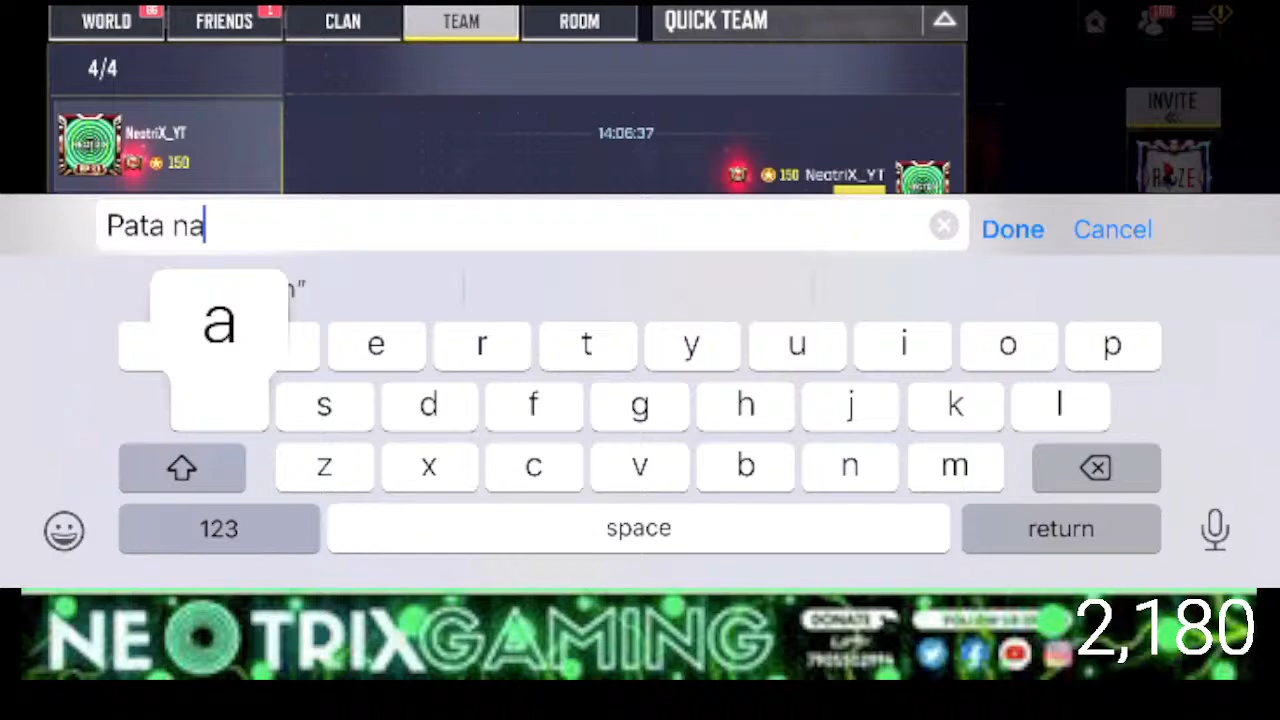 WORLD FRIENDS 1 CLAN TEAM ROOM QUICK TEAM
4/4
INVITE
NeotriX_YT
14:06:37
150
150 NeotriX_YT
Pata na
Done Cancel
a
e r t y u i o p
s d f g h j k l
z x c v b n m
123 space return
NEOTRIXGAMING
DONATE
2,180